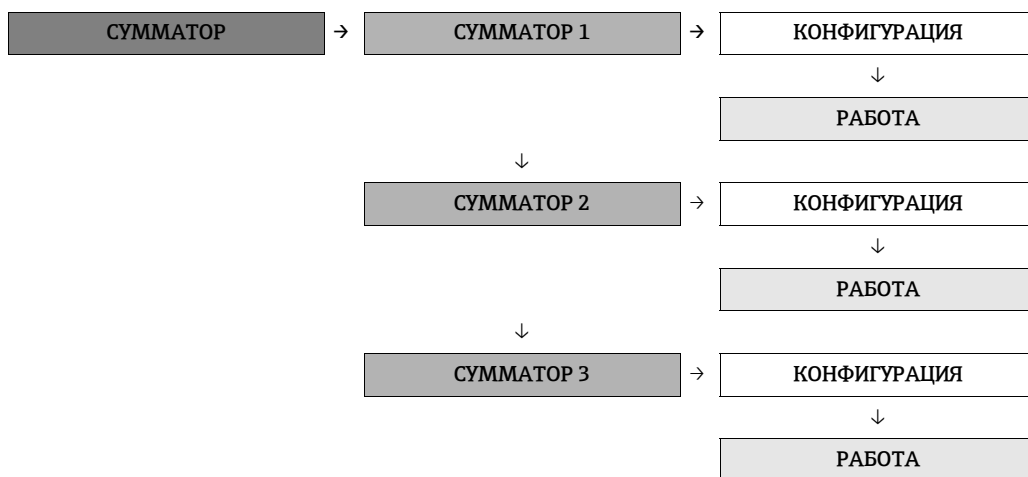 СУММАТОР → СУММАТОР 1 → КОНФИГУРАЦИЯ
↓
РАБОТА
↓
СУММАТОР 2 → КОНФИГУРАЦИЯ
↓
РАБОТА
↓
СУММАТОР 3 → КОНФИГУРАЦИЯ
↓
РАБОТА